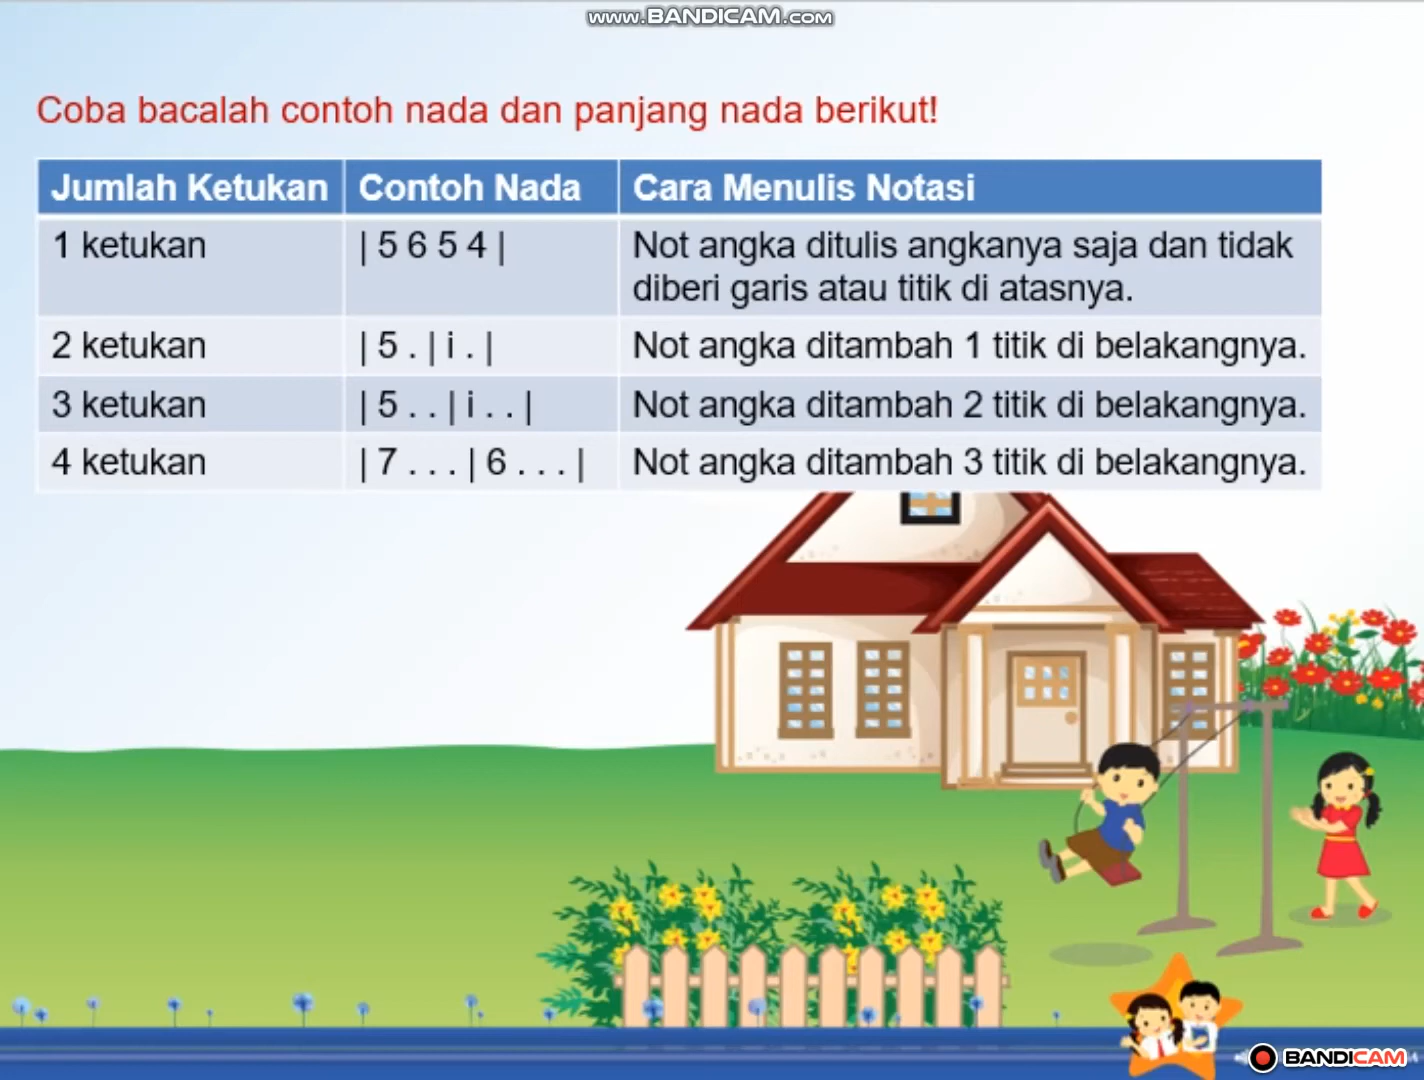 www.BANDICAM.com
Coba bacalah contoh nada dan panjang nada berikut!
Jumlah Ketukan Contoh Nada Cara Menulis Notasi
1 ketukan | 5 6 5 4 | Not angka ditulis angkanya saja dan tidak
diberi garis atau titik di atasnya.
2 ketukan | 5 . | i . | Not angka ditambah 1 titik di belakangnya.
3 ketukan | 5 . . | i . . | Not angka ditambah 2 titik di belakangnya.
4 ketukan | 7 . . . | 6 . . . | Not angka ditambah 3 titik di belakangnya.
BANDICAM